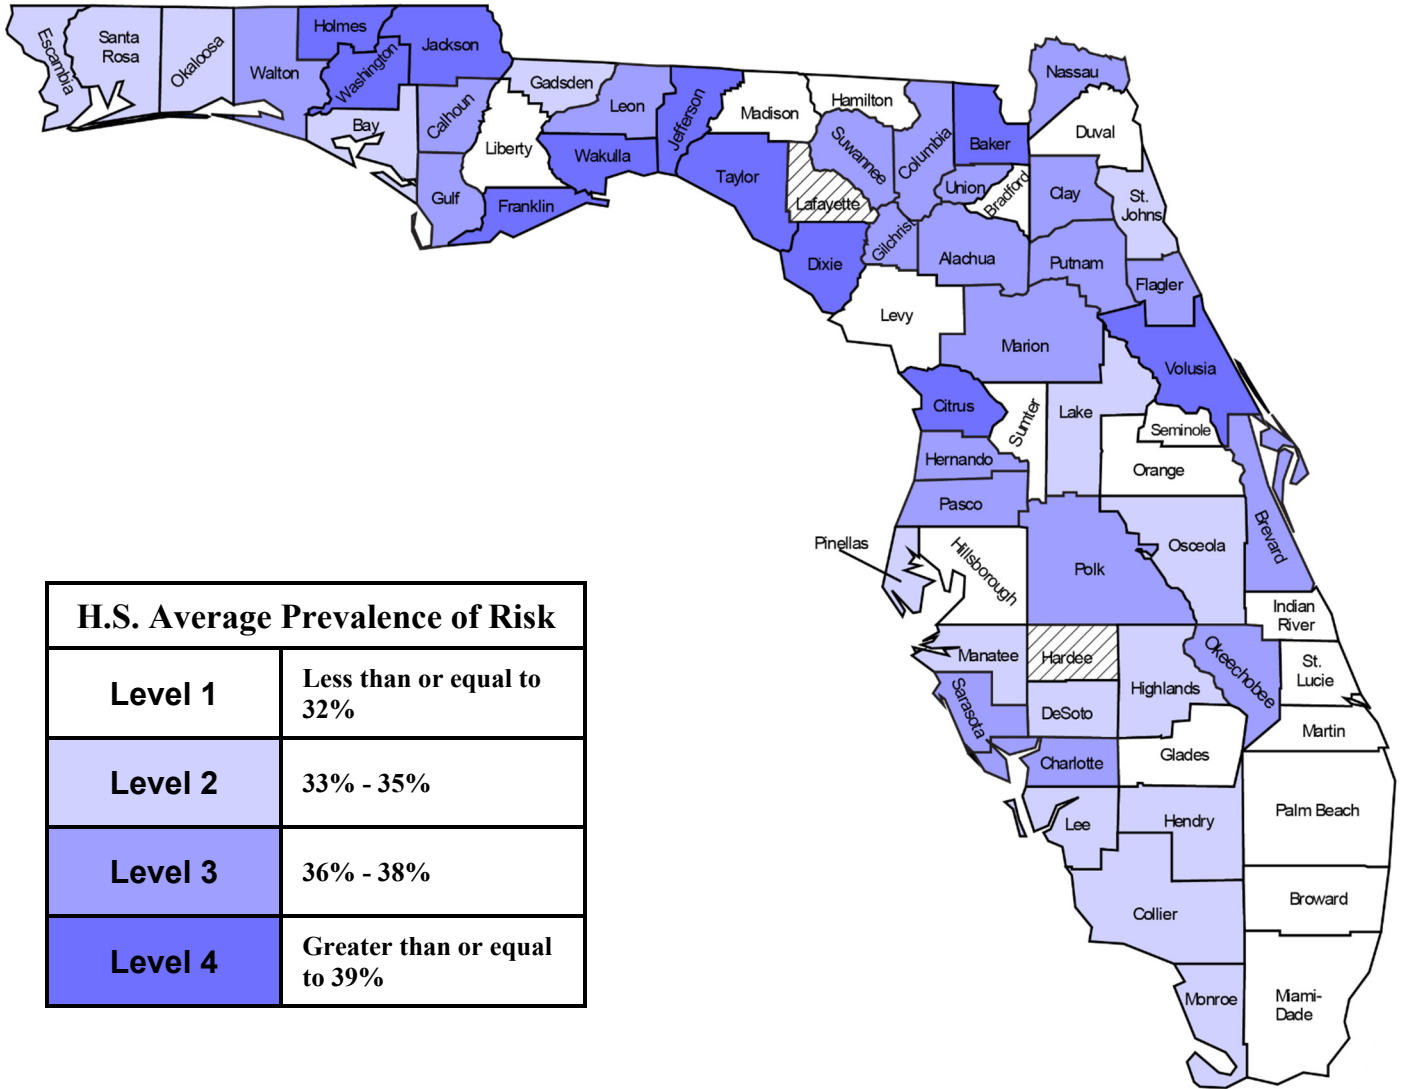 Escambia
Santa
Rosa
Okaloosa
Walton
Holmes
Washington
Jackson
Bay
Calhoun
Gulf
Liberty
Gadsden
Franklin
Leon
Wakulla
Jefferson
Madison
Taylor
Hamilton
Suwannee
Lafayette
Dixie
Columbia
Gilchrist
Baker
Union
Bradford
Nassau
Duval
Clay
St.
Johns
Alachua
Putnam
Flagler
Levy
Marion
Volusia
Citrus
Sumter
Lake
Seminole
Orange
Hernando
Pasco
Pinellas
Hillsborough
Polk
Osceola
Brevard
Indian
River
Manatee
Hardee
Highlands
Okeechobee
St.
Lucie
Sarasota
DeSoto
Martin
Charlotte
Glades
Lee
Hendry
Palm Beach
Collier
Broward
Monroe
Miami-
Dade
H.S. Average Prevalence of Risk
Level 1
Less than or equal to
32%
Level 2
33% - 35%
Level 3
36% - 38%
Level 4
Greater than or equal
to 39%